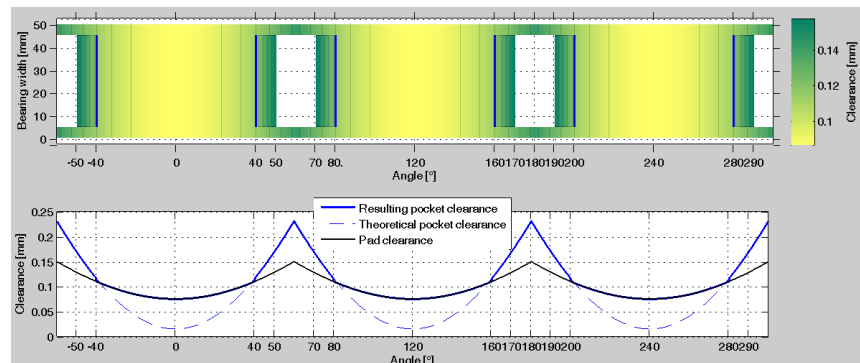 50
40
30
20
10
0
Bearing width [mm]
-50 -40 0 40 50 70 80. 120 160170180190200 240 280290
Angle [°]
0.14
0.1
Clearance [mm]
0.25
0.2
0.15
0.1
0.05
0
Clearance [mm]
Resulting pocket clearance
Theoretical pocket clearance
Pad clearance
-50 -40 0 40 50 70 80 120 160170180190200 240 280290
Angle [°]